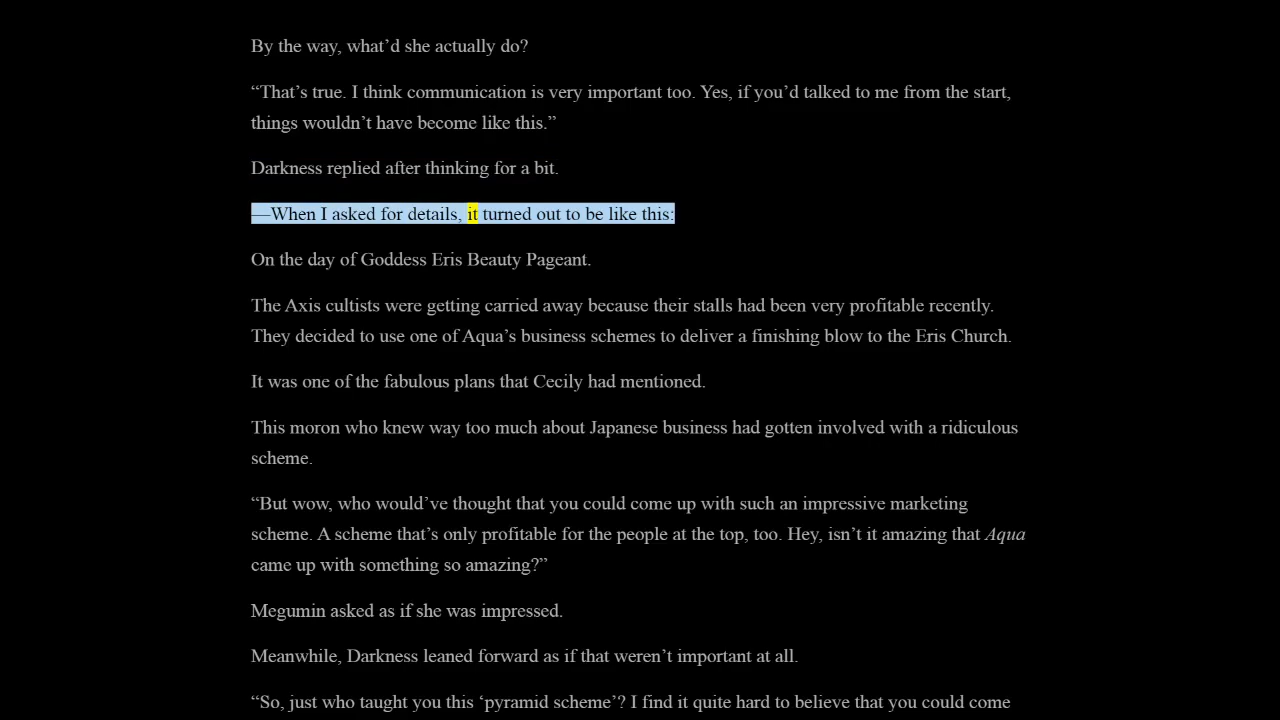 By the way, what’d she actually do?
“That’s true. I think communication is very important too. Yes, if you’d talked to me from the start,
things wouldn’t have become like this.”
Darkness replied after thinking for a bit.
—When I asked for details, it turned out to be like this:
On the day of Goddess Eris Beauty Pageant.
The Axis cultists were getting carried away because their stalls had been very profitable recently.
They decided to use one of Aqua’s business schemes to deliver a finishing blow to the Eris Church.
It was one of the fabulous plans that Cecily had mentioned.
This moron who knew way too much about Japanese business had gotten involved with a ridiculous
scheme.
“But wow, who would’ve thought that you could come up with such an impressive marketing
scheme. A scheme that’s only profitable for the people at the top, too. Hey, isn’t it amazing that Aqua
came up with something so amazing?”
Megumin asked as if she was impressed.
Meanwhile, Darkness leaned forward as if that weren’t important at all.
“So, just who taught you this ‘pyramid scheme’? I find it quite hard to believe that you could come